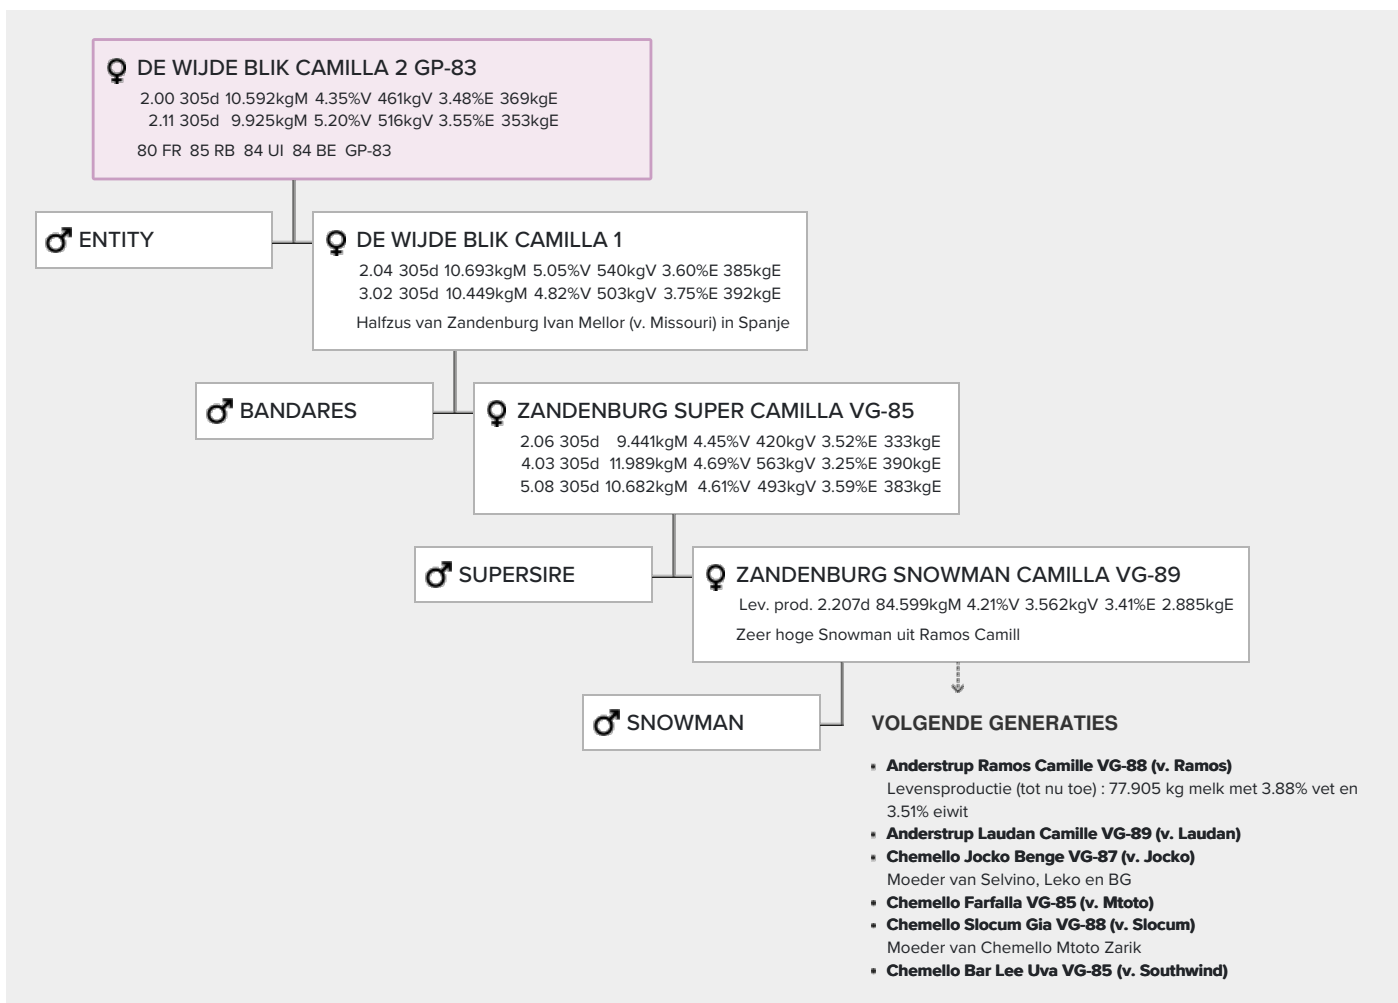 DE WIJDE BLIK CAMILLA 2 GP-83
2.00 305d 10.592kgM 4.35%V 461kgV 3.48%E 369kgE
2.11 305d 9.925kgM 5.20%V 516kgV 3.55%E 353kgE
80 FR 85 RB 84 UI 84 BE GP-83
ENTITY
DE WIJDE BLIK CAMILLA 1
2.04 305d 10.693kgM 5.05%V 540kgV 3.60%E 385kgE
3.02 305d 10.449kgM 4.82%V 503kgV 3.75%E 392kgE
Halfzus van Zandenburg Ivan Mellor (v. Missouri) in Spanje
BANDARES
ZANDENBURG SUPER CAMILLA VG-85
2.06 305d 9.441kgM 4.45%V 420kgV 3.52%E 333kgE
4.03 305d 11.989kgM 4.69%V 563kgV 3.25%E 390kgE
5.08 305d 10.682kgM 4.61%V 493kgV 3.59%E 383kgE
SUPERSIRE
ZANDENBURG SNOWMAN CAMILLA VG-89
Lev. prod. 2.207d 84.599kgM 4.21%V 3.562kgV 3.41%E 2.885kgE
Zeer hoge Snowman uit Ramos Camill
SNOWMAN
VOLGENDE GENERATIES
▪ Anderstrup Ramos Camille VG-88 (v. Ramos)
Levensproductie (tot nu toe) : 77.905 kg melk met 3.88% vet en
3.51% eiwit
▪ Anderstrup Laudan Camille VG-89 (v. Laudan)
▪ Chemello Jocko Benge VG-87 (v. Jocko)
Moeder van Selvino, Leko en BG
▪ Chemello Farfalla VG-85 (v. Mtoto)
▪ Chemello Slocum Gia VG-88 (v. Slocum)
Moeder van Chemello Mtoto Zarik
▪ Chemello Bar Lee Uva VG-85 (v. Southwind)